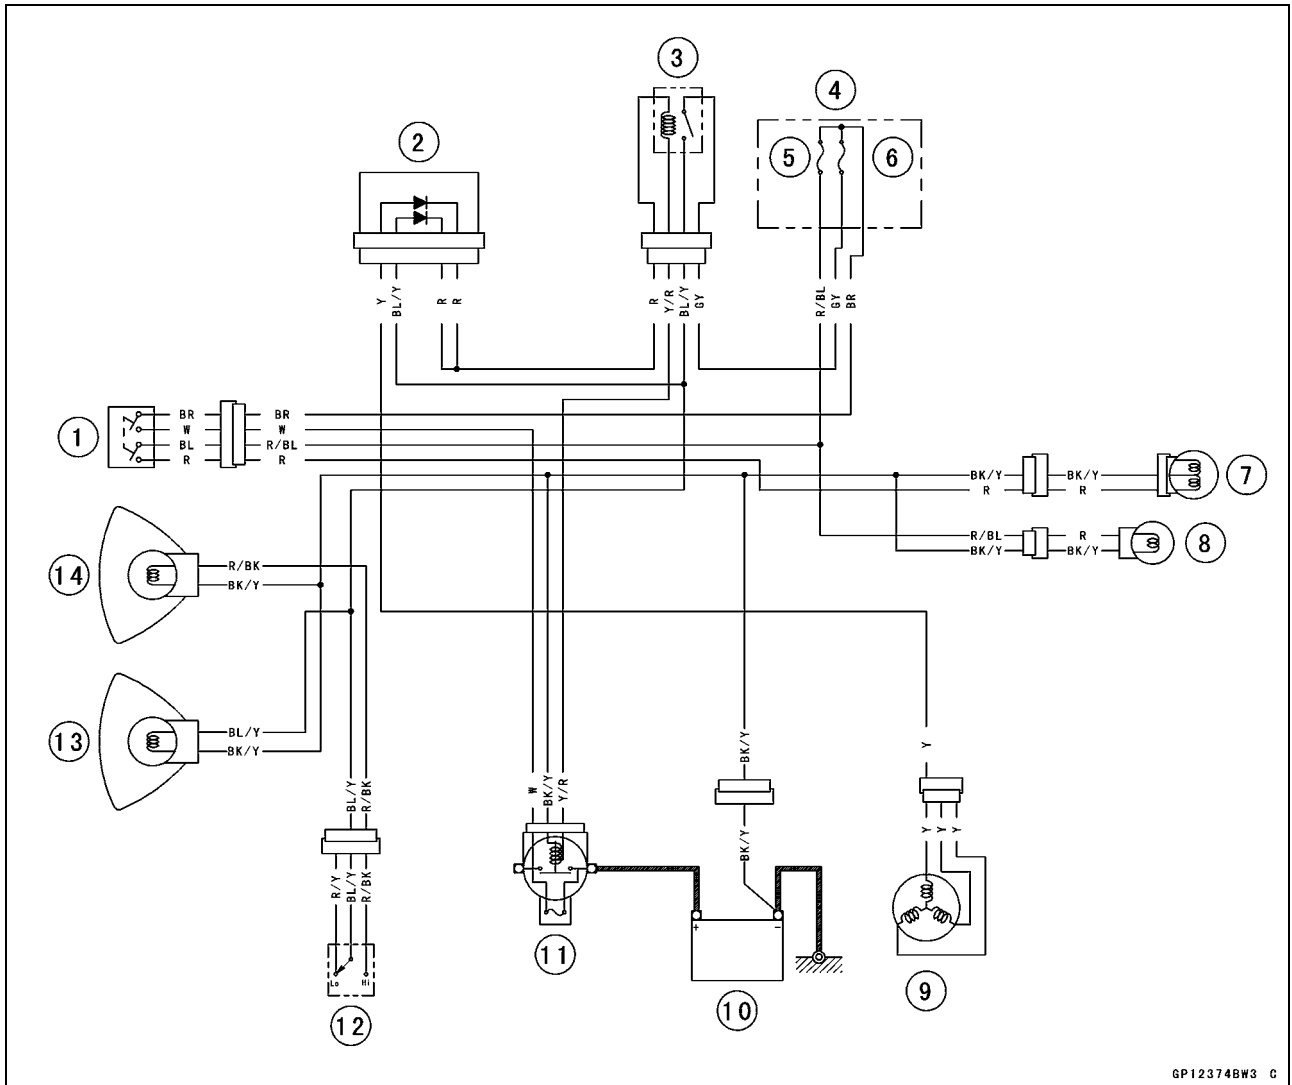 3
4
2
5
6
Y
BL/Y
R
R
R
Y/R
BL/Y
GY
R/BL
GY
BR
1
BR
BR
W
W
BL
R/BL
R
R
BK/Y
BK/Y
R
R
7
R/BL
R
BK/Y
BK/Y
8
14
R/BK
BK/Y
13
BL/Y
BK/Y
BL/Y
R/BK
W
BK/Y
Y/R
BK/Y
Y
R/Y
BL/Y
R/BK
BK/Y
Y
Y
Y
+
-
Lo
Hi
11
9
10
12
GP12374BW3 C